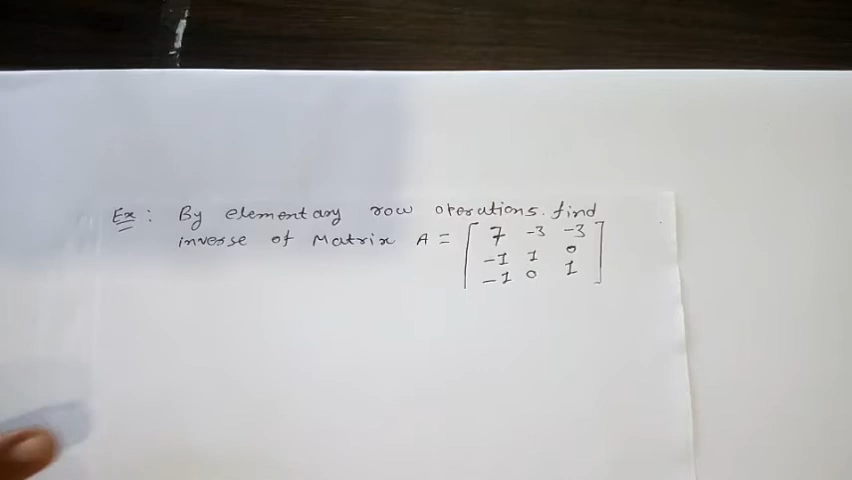 Ex : By elementary row operations. find
inverse of Matrix A = [ 7 -3 -3
-1 1 0
-1 0 1 ]